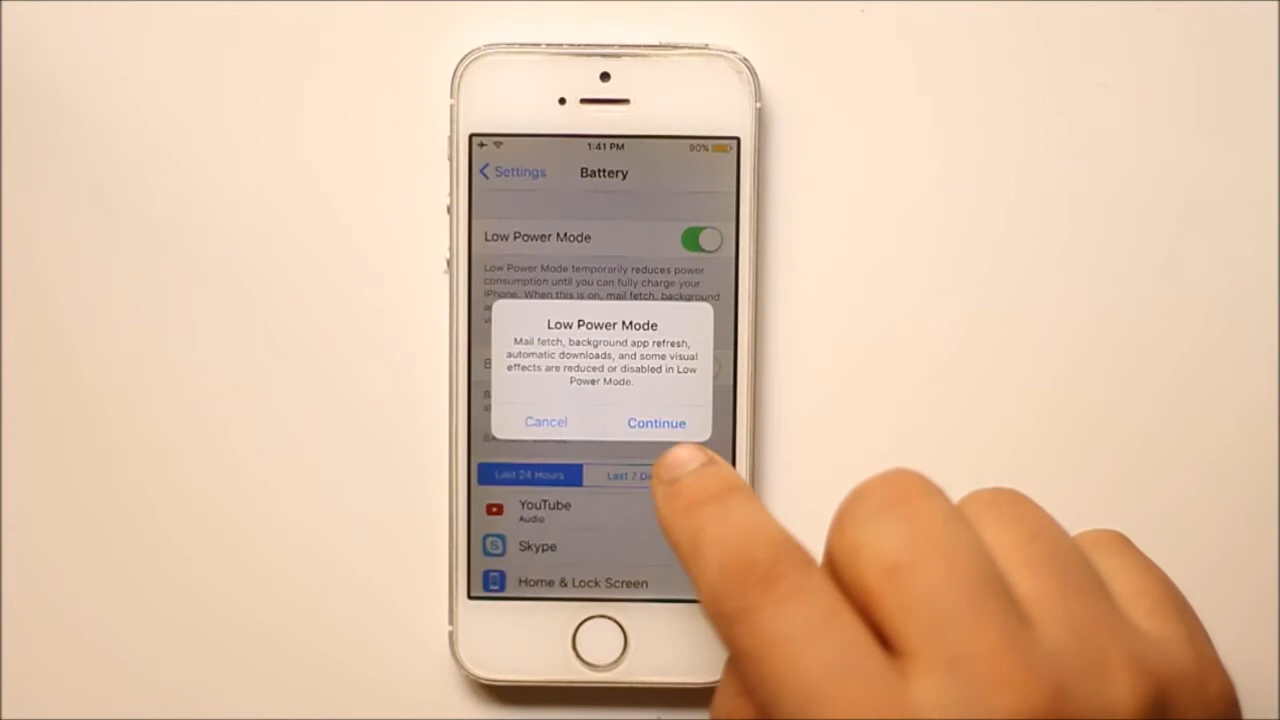 1:41 PM
90%
Settings
Battery
Low Power Mode
Low Power Mode temporarily reduces power
consumption until you can fully charge your
iPhone. When this is on, mail fetch, background
Low Power Mode
Mail fetch, background app refresh,
automatic downloads, and some visual
effects are reduced or disabled in Low
Power Mode.
Cancel
Continue
Last 24 Hours
Last 7
YouTube
Audio
Skype
Home & Lock Screen